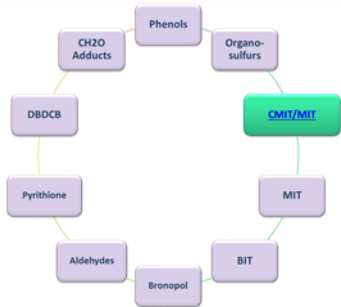 Phenols
Organo-
sulfurs
CMIT/MIT
MIT
BIT
Bronopol
Aldehydes
Pyrithione
DBDCB
CH2O
Adducts